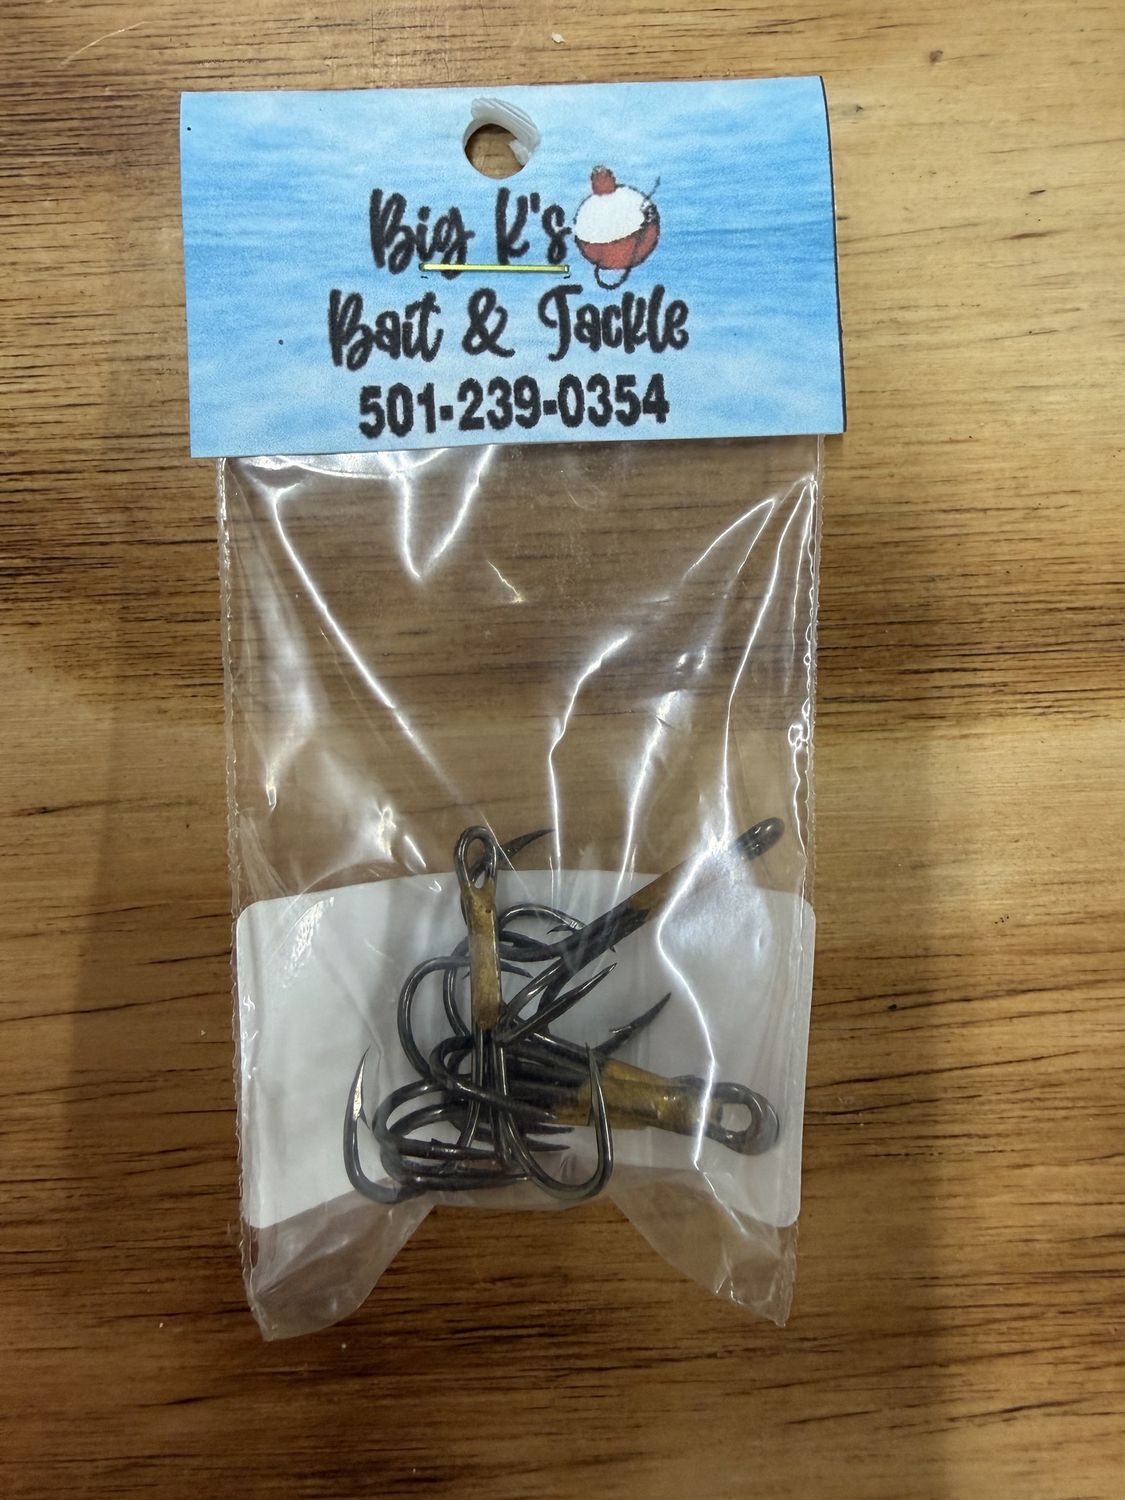 Big K's
Bait & Tackle
501-239-0354